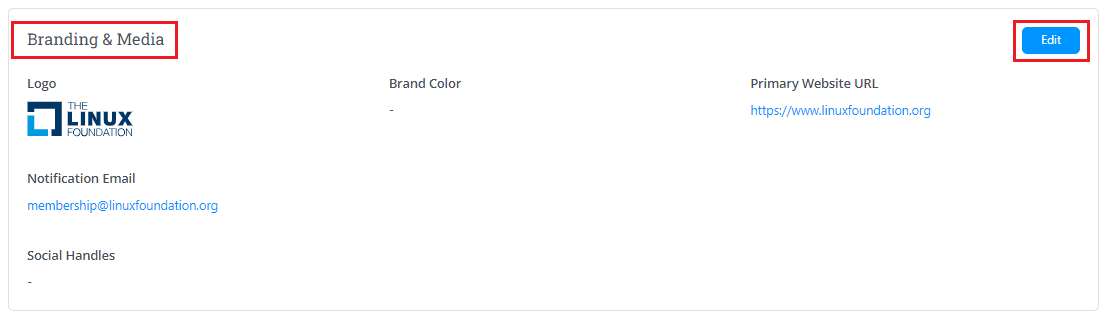 Branding & Media
Edit
Logo
Brand Color
Primary Website URL
THE
LINUX
FOUNDATION
-
https://www.linuxfoundation.org
Notification Email
membership@linuxfoundation.org
Social Handles
-